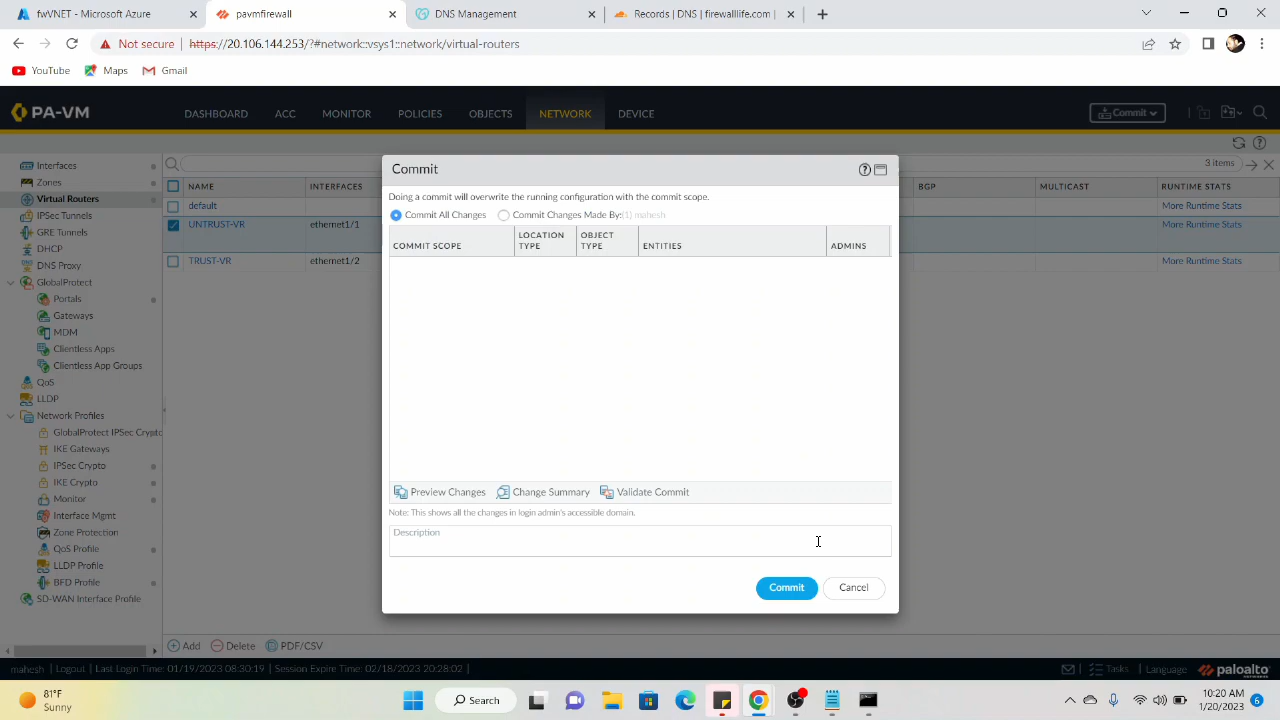 fwVNET - Microsoft Azure
pavmfirewall
DNS Management
Records | DNS | firewalllife.com |
Not secure
https://20.106.144.253/?#network::vsys1::network/virtual-routers
YouTube
Maps
Gmail
PA-VM
DASHBOARD
ACC
MONITOR
POLICIES
OBJECTS
NETWORK
DEVICE
Commit
Interfaces
Zones
Virtual Routers
IPSec Tunnels
GRE Tunnels
DHCP
DNS Proxy
GlobalProtect
Portals
Gateways
MDM
Clientless Apps
Clientless App Groups
QoS
LLDP
Network Profiles
GlobalProtect IPSec Crypto
IKE Gateways
IPSec Crypto
IKE Crypto
Monitor
Interface Mgmt
Zone Protection
QoS Profile
LLDP Profile
BFD Profile
SD-WAN Interface Profile
3 items
NAME
INTERFACES
BGP
MULTICAST
RUNTIME STATS
default
More Runtime Stats
UNTRUST-VR
ethernet1/1
More Runtime Stats
TRUST-VR
ethernet1/2
More Runtime Stats
Commit
Doing a commit will overwrite the running configuration with the commit scope.
Commit All Changes
Commit Changes Made By:(1) mahesh
COMMIT SCOPE
LOCATION
TYPE
OBJECT
TYPE
ENTITIES
ADMINS
Preview Changes
Change Summary
Validate Commit
Note: This shows all the changes in login admin's accessible domain.
Description
Commit
Cancel
Add
Delete
PDF/CSV
mahesh | Logout | Last Login Time: 01/19/2023 08:30:19 | Session Expire Time: 02/18/2023 20:28:02 |
Tasks
Language
paloalto
NETWORKS
81°F
Sunny
Search
10:20 AM
1/20/2023
6